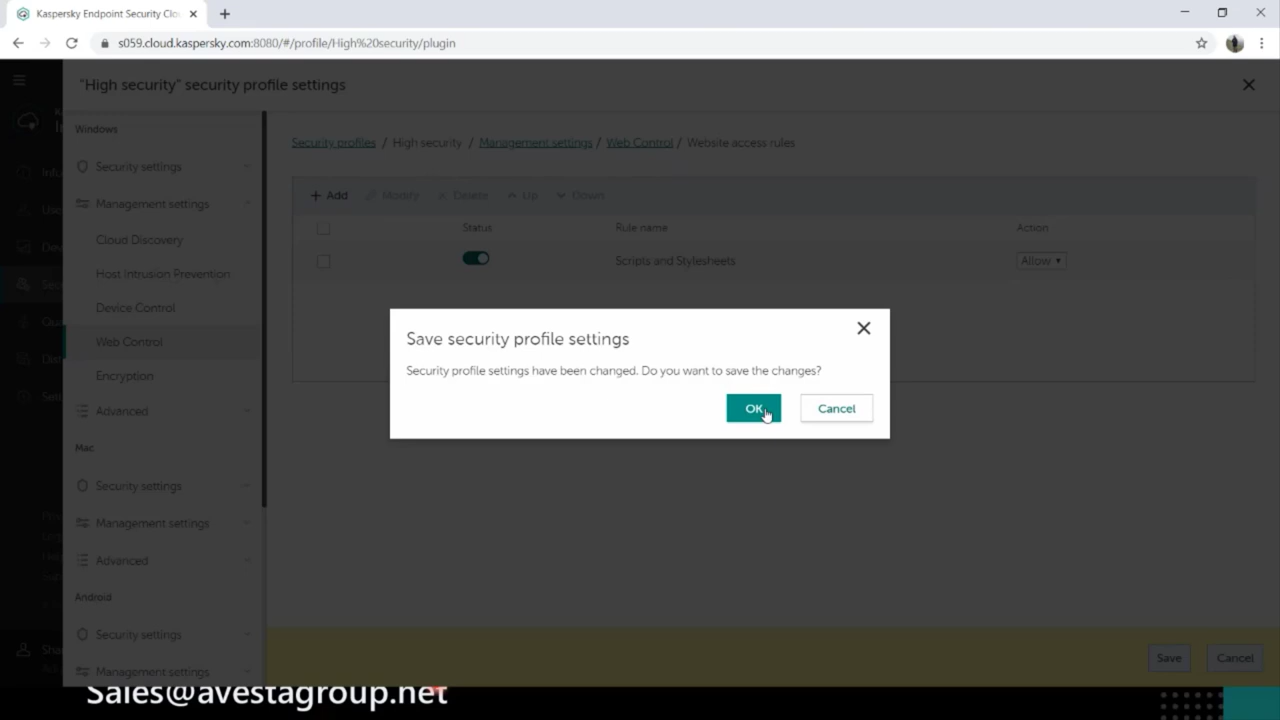 Kaspersky Endpoint Security Clou
s059.cloud.kaspersky.com:8080/#/profile/High%20security/plugin
"High security" security profile settings
Windows
Security settings
Management settings
Cloud Discovery
Host Intrusion Prevention
Device Control
Web Control
Encryption
Advanced
Mac
Security settings
Management settings
Advanced
Android
Security settings
Management settings
Security profiles / High security / Management settings / Web Control / Website access rules
+ Add Modify Delete Up Down
Status Rule name Action
Scripts and Stylesheets Allow
Save security profile settings
Security profile settings have been changed. Do you want to save the changes?
OK Cancel
Save Cancel
Sales@avestagroup.net